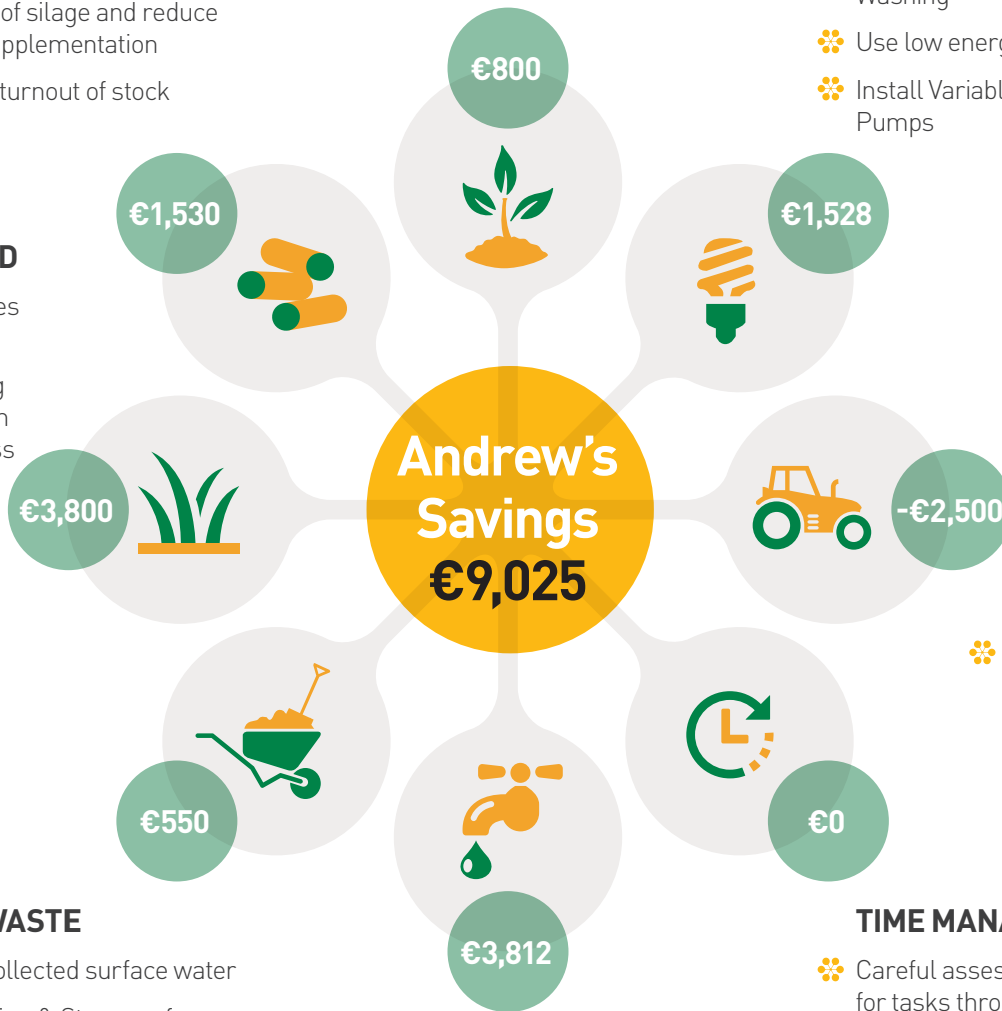 of silage and reduce
pplementation
turnout of stock
Use low energ
Install Variabl
Pumps
€800
€1,530
€1,528
D
es
g
n
ss
€3,800
Andrew's
Savings
€9,025
-€2,500
€550
€0
€3,812
WASTE
ollected surface water
TIME MANA
Careful asses
for tasks thro